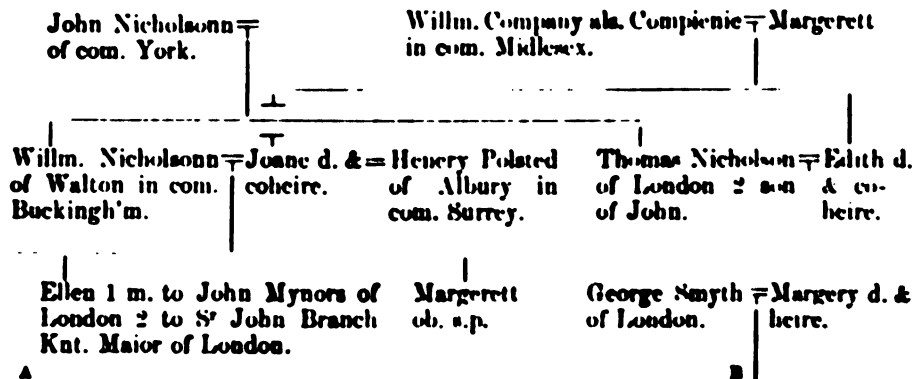 John Nicholsonn
of com. York.
Willm. Company als. Compienie = Margerett
in com. Midlesex.
Willm. Nicholsonn = Joane d. & = Henery Polsted
of Walton in com. coheire. of Albury in
Buckingh'm. com. Surrey.
Thomas Nicholson = Edith d.
of London 2 son & co-
of John. heire.
Ellen 1 m. to John Mynors of
London 2 to Sr John Branch
Knt. Maior of London.
Margerett
ob. s.p.
George Smyth = Margery d. &
of London. heire.
A B